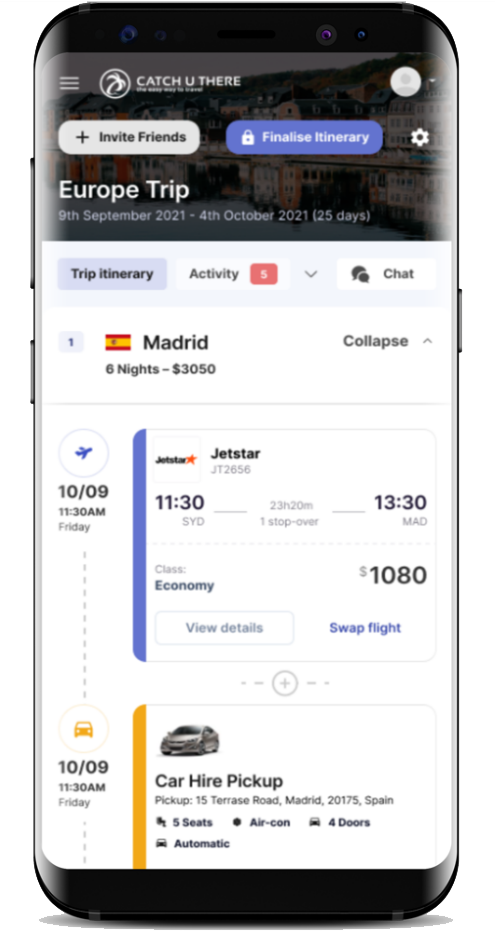 CATCH U THERE
the easy way to travel
+ Invite Friends
Finalise Itinerary
Europe Trip
9th September 2021 - 4th October 2021 (25 days)
Trip itinerary
Activity 5
Chat
1
Madrid
Collapse
6 Nights – $3050
10/09
11:30AM
Friday
Jetstar
Jetstar
JT2656
11:30
SYD
23h20m
1 stop-over
13:30
MAD
Class:
Economy
$1080
View details
Swap flight
10/09
11:30AM
Friday
Car Hire Pickup
Pickup: 15 Terrase Road, Madrid, 20175, Spain
5 Seats
Air-con
4 Doors
Automatic